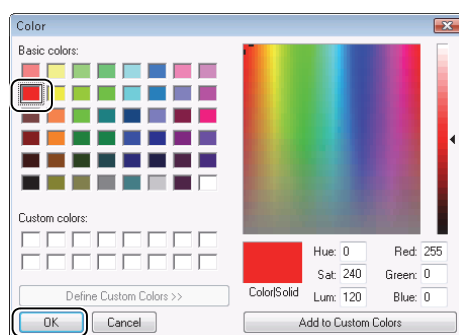 Color
Basic colors:
Custom colors:
Define Custom Colors >>
OK Cancel
Color|Solid
Hue: 0 Red: 255
Sat: 240 Green: 0
Lum: 120 Blue: 0
Add to Custom Colors